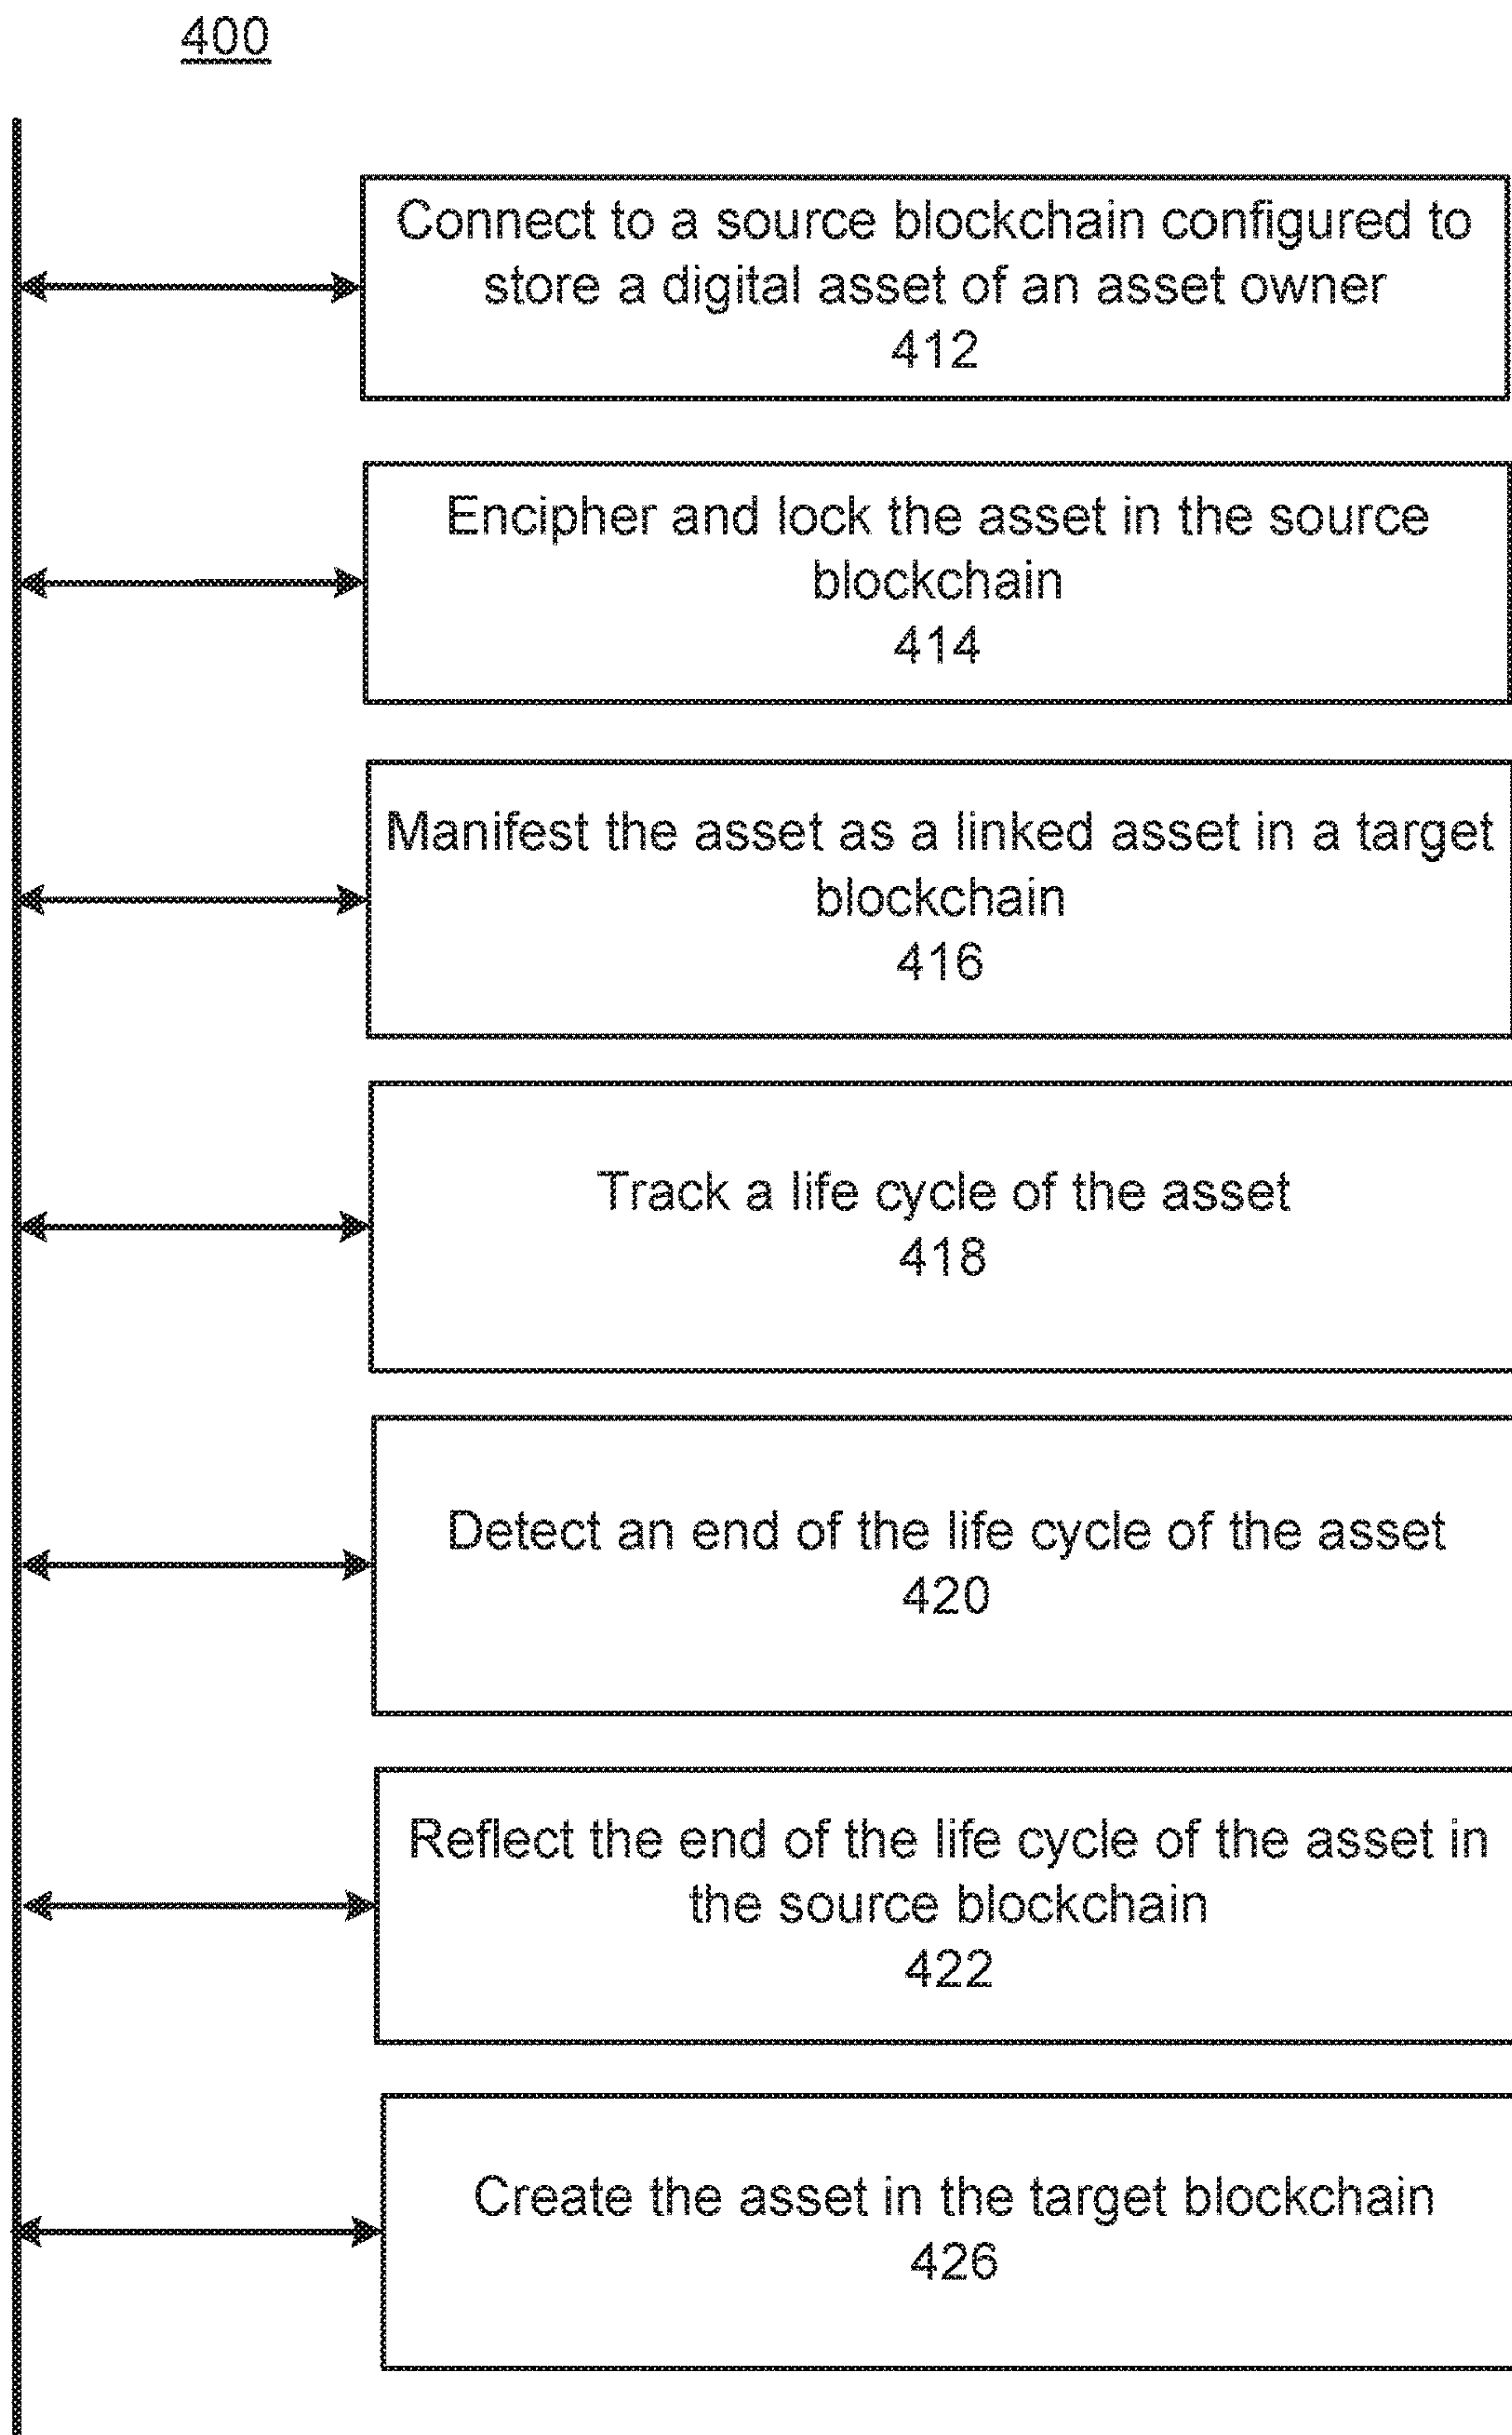 400
Connect to a source blockchain configured to
store a digital asset of an asset owner
412
Encipher and lock the asset in the source
blockchain
414
Manifest the asset as a linked asset in a target
blockchain
416
Track a life cycle of the asset
418
Detect an end of the life cycle of the asset
420
Reflect the end of the life cycle of the asset in
the source blockchain
422
Create the asset in the target blockchain
426